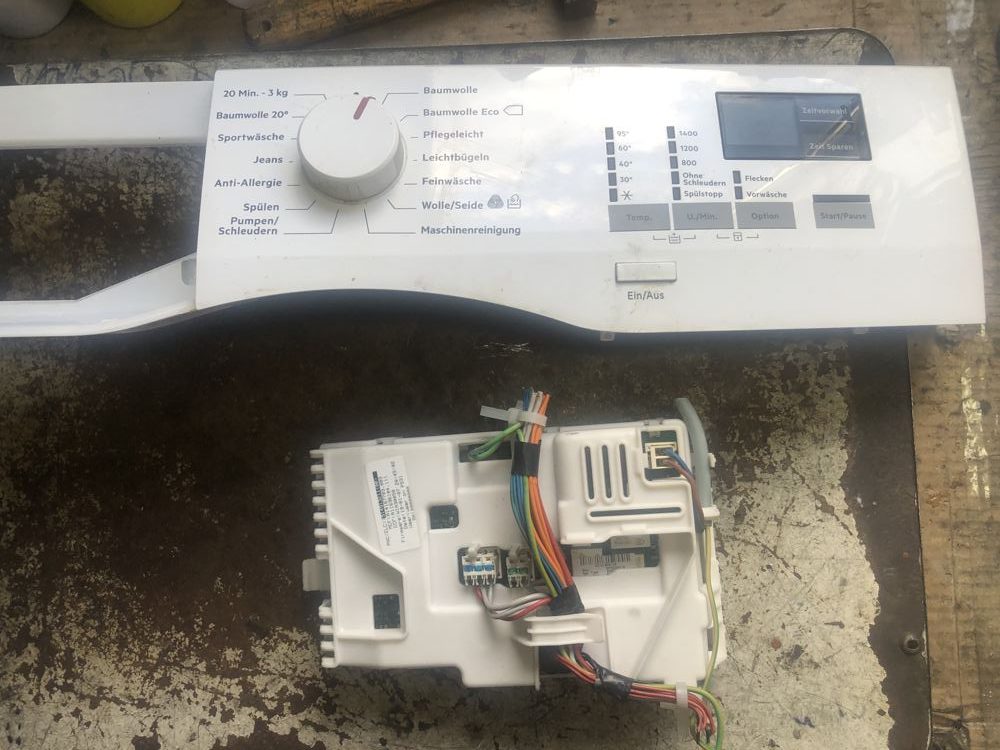 20 Min. - 3 kg
Baumwolle 20°
Sportwäsche
Jeans
Anti-Allergie
Spülen
Pumpen/
Schleudern
Baumwolle
Baumwolle Eco
Pflegeleicht
Leichtbügeln
Feinwäsche
Wolle/Seide
Maschinenreinigung
95°
60°
40°
30°
1400
1200
800
Ohne
Schleudern
Spülstopp
Flecken
Vorwäsche
Temp.
U./Min.
Option
Zeitvorwahl
Zeit Sparen
Start/Pause
Ein/Aus